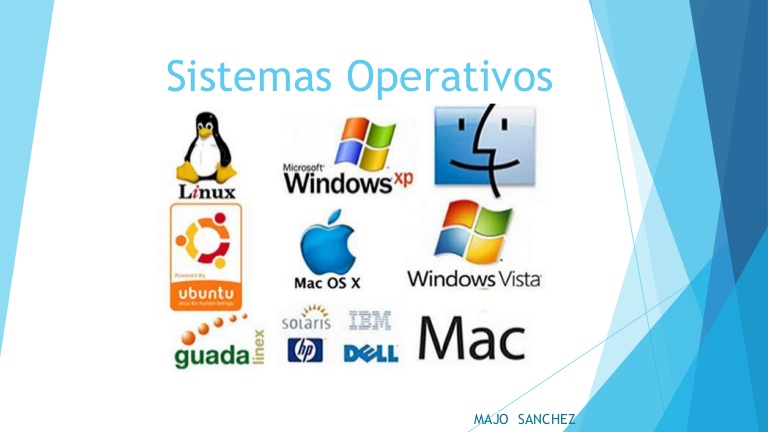 Sistemas Operativos
Linux
Microsoft
Windows xp
Powered By
ubuntu
linux for human beings
Mac OS X
Windows Vista
guada
linex
solaris
IBM
hp
DELL
Mac
MAJO SANCHEZ